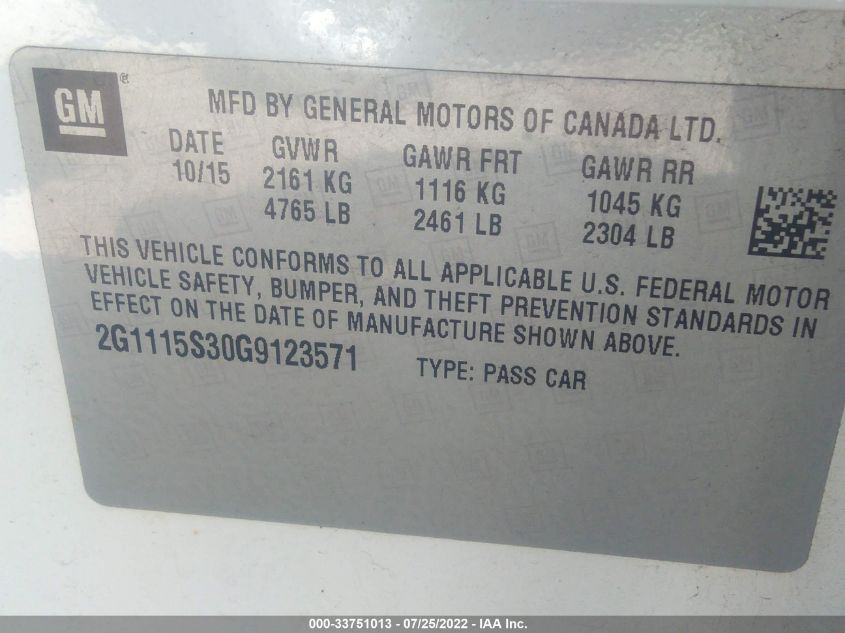 GM®
MFD BY GENERAL MOTORS OF CANADA LTD.
DATE GVWR GAWR FRT GAWR RR
10/15 2161 KG 1116 KG 1045 KG
4765 LB 2461 LB 2304 LB
THIS VEHICLE CONFORMS TO ALL APPLICABLE U.S. FEDERAL MOTOR
VEHICLE SAFETY, BUMPER, AND THEFT PREVENTION STANDARDS IN
EFFECT ON THE DATE OF MANUFACTURE SHOWN ABOVE.
2G1115S30G9123571 TYPE: PASS CAR
000-33751013 - 07/25/2022 - IAA Inc.